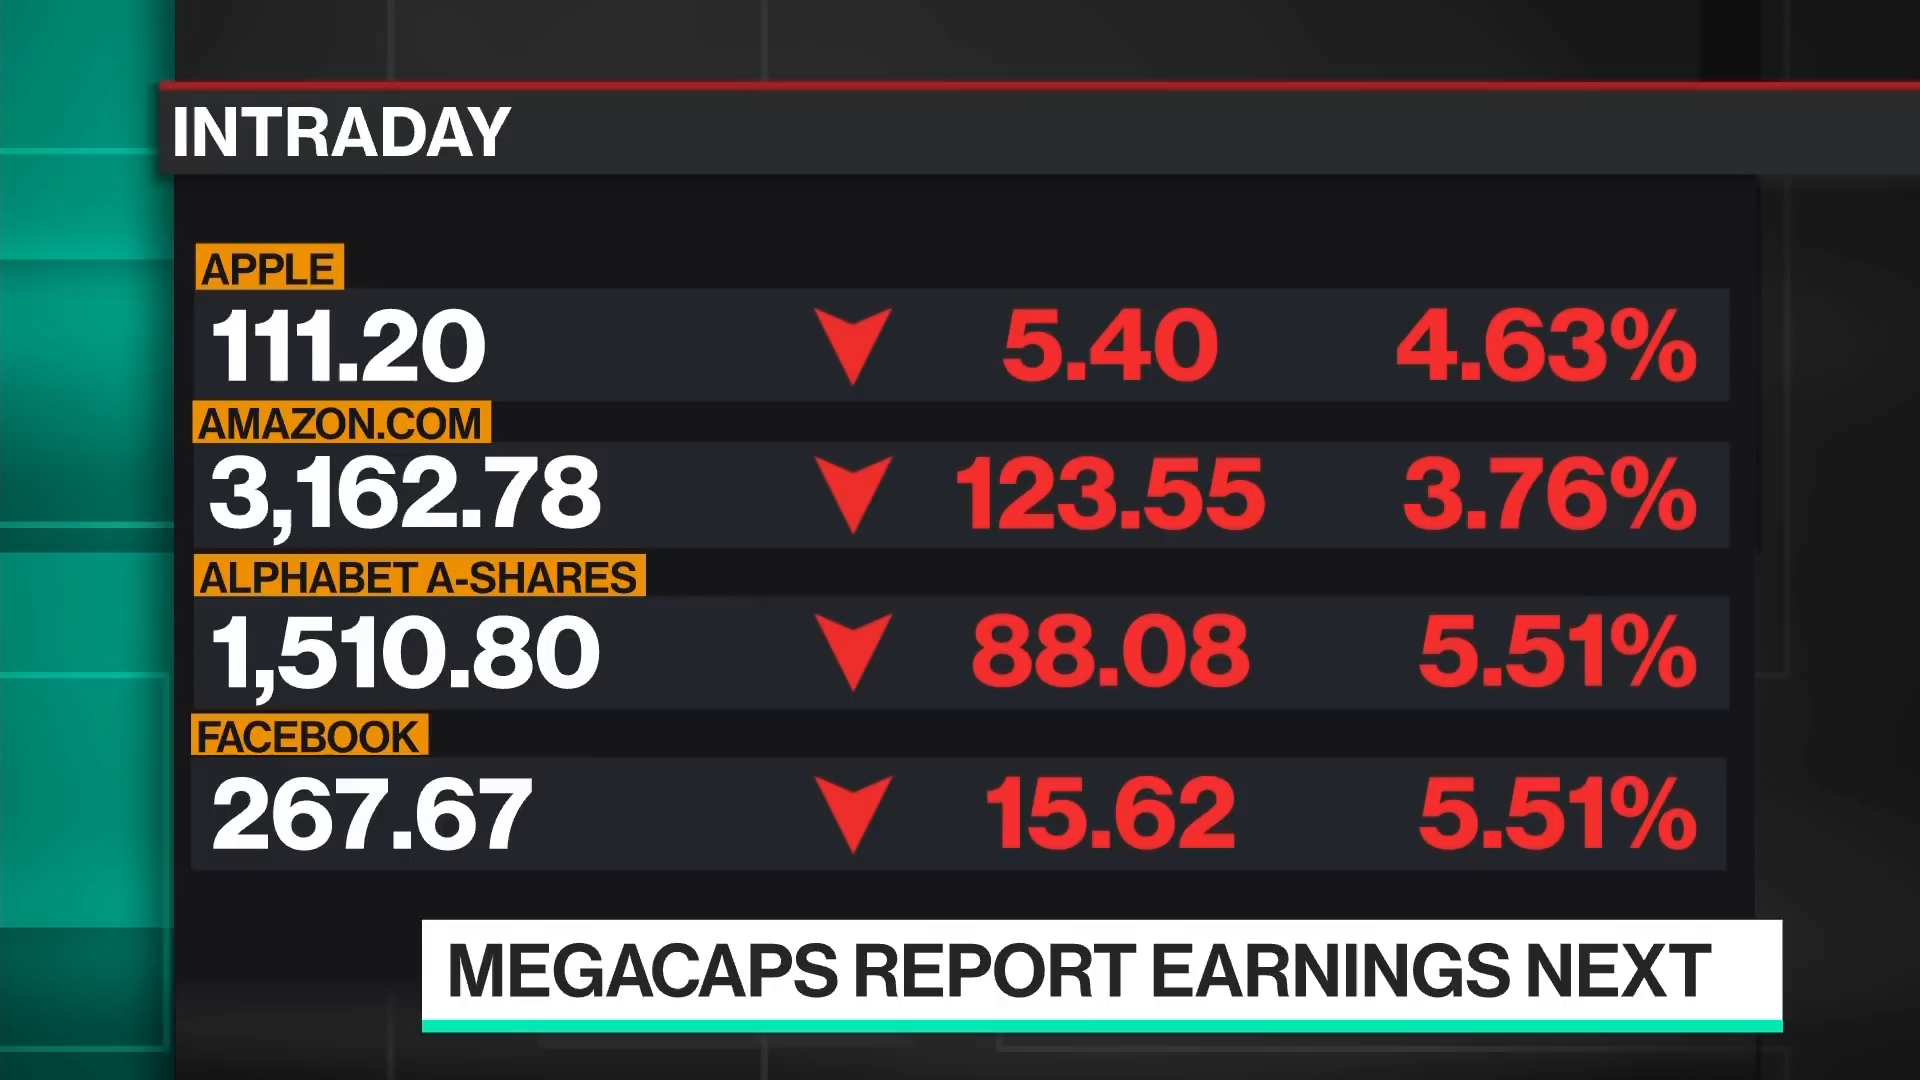 INTRADAY
APPLE
111.20 5.40 4.63%
AMAZON.COM
3,162.78 123.55 3.76%
ALPHABET A-SHARES
1,510.80 88.08 5.51%
FACEBOOK
267.67 15.62 5.51%
MEGACAPS REPORT EARNINGS NEXT